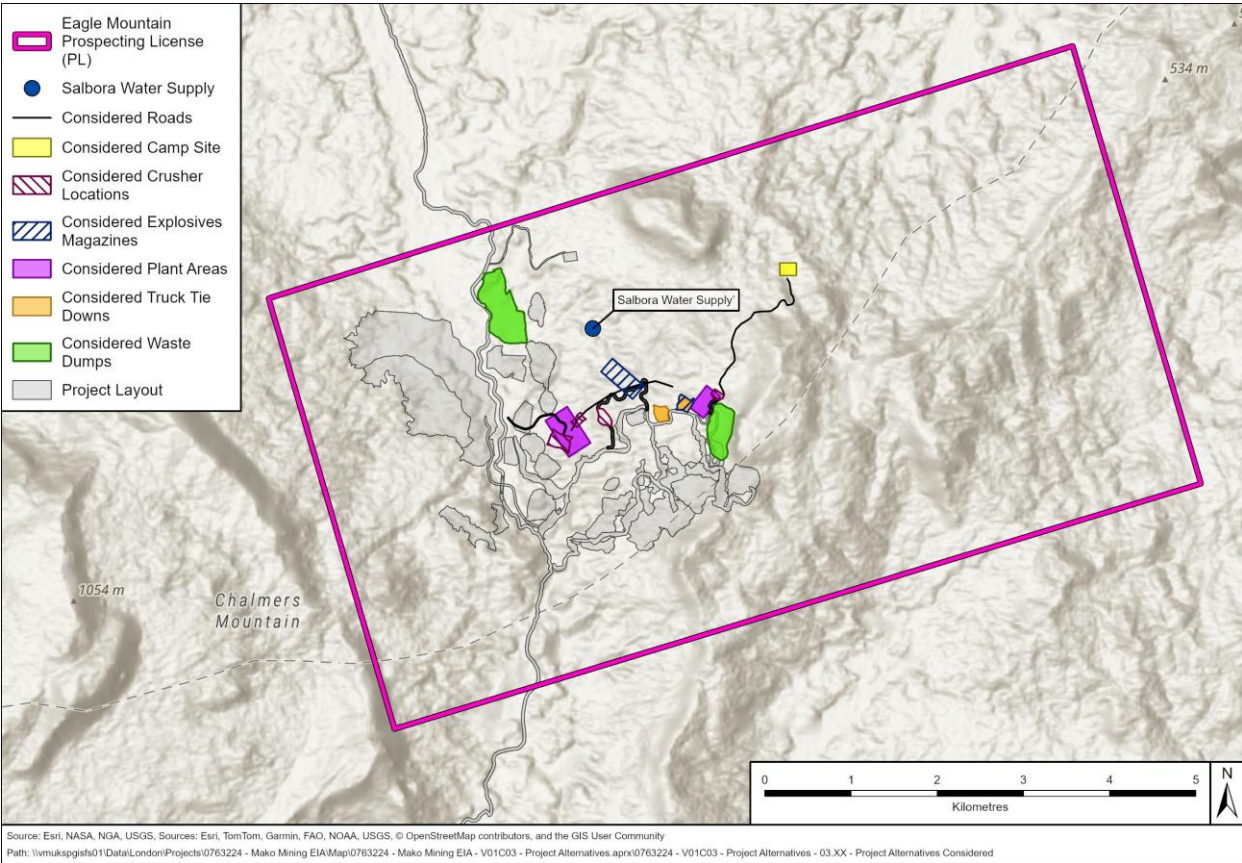 Eagle Mountain
Prospecting License
(PL)
Salbora Water Supply
Considered Roads
Considered Camp Site
Considered Crusher
Locations
Considered Explosives
Magazines
Considered Plant Areas
Considered Truck Tie
Downs
Considered Waste
Dumps
Project Layout
534 m
Salbora Water Supply'
1054 m
Chalmers
Mountain
0 1 2 3 4 5
Kilometres
N
Source: Esri, NASA, NGA, USGS, Sources: Esri, TomTom, Garmin, FAO, NOAA, USGS, © OpenStreetMap contributors, and the GIS User Community
Path: \\vmukspgisfs01\Data\London\Projects\0763224 - Mako Mining EIA\Map\0763224 - Mako Mining EIA - V01C03 - Project Alternatives.aprx\0763224 - V01C03 - Project Alternatives - 03.XX - Project Alternatives Considered